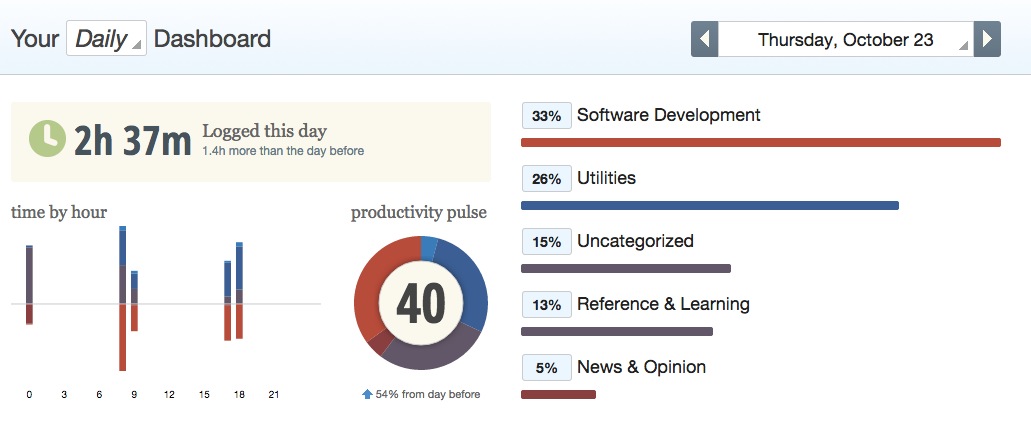 Your Daily Dashboard
Thursday, October 23
2h 37m
Logged this day
1.4h more than the day before
time by hour
0 3 6 9 12 15 18 21
productivity pulse
40
54% from day before
33% Software Development
26% Utilities
15% Uncategorized
13% Reference & Learning
5% News & Opinion